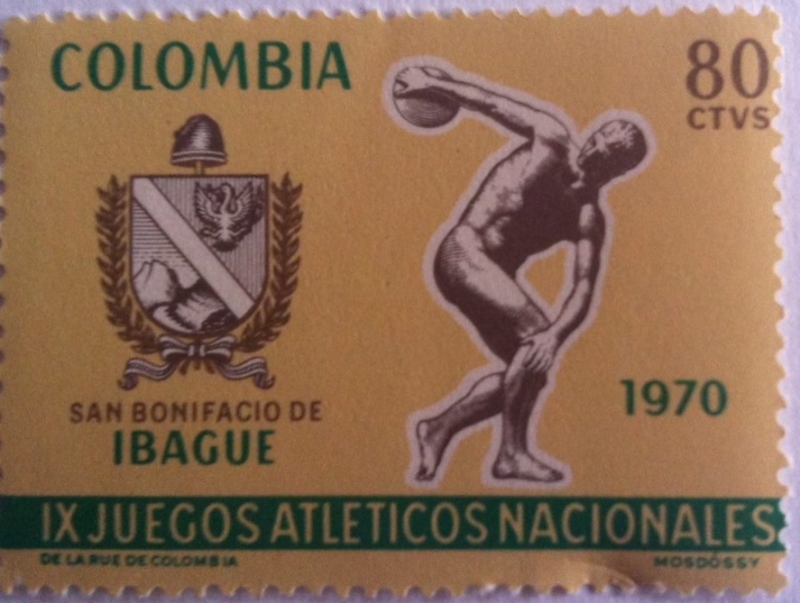 COLOMBIA
80
CTVS
1970
SAN BONIFACIO DE
IBAGUE
IX JUEGOS ATLETICOS NACIONALES
DE LA RUE DE COLOMBIA
MOSDÓSSY